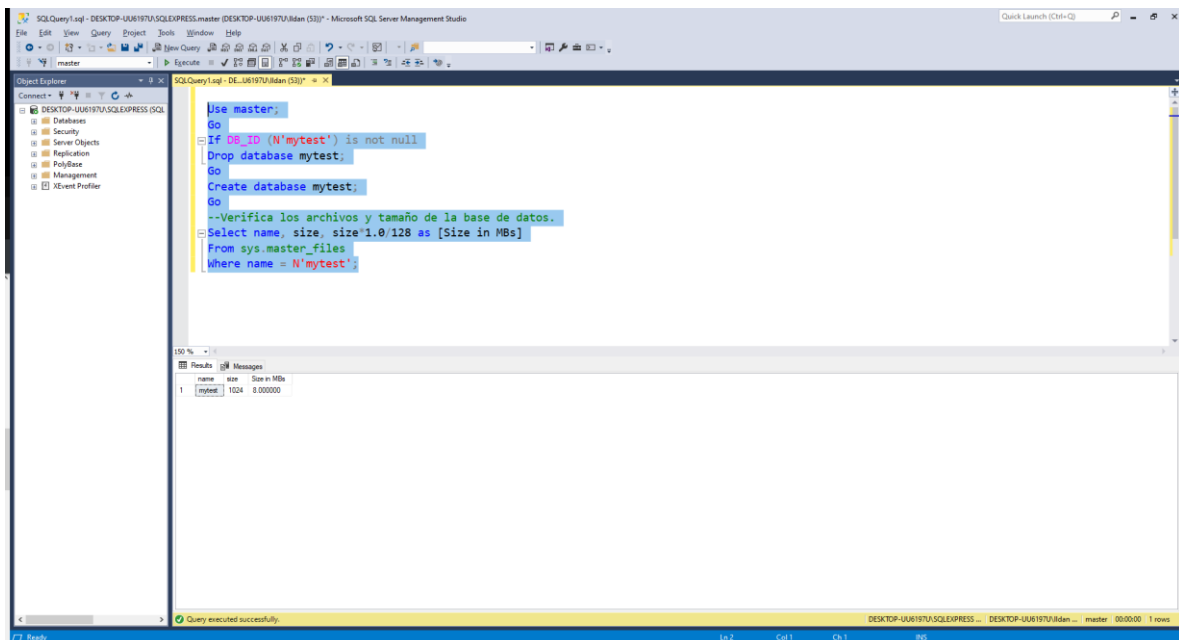 SQLQuery1.sql - DESKTOP-UU6197U\SQLEXPRESS.master (DESKTOP-UU6197U\Ildan (53))* - Microsoft SQL Server Management Studio
Quick Launch (Ctrl+Q)
File Edit View Query Project Tools Window Help
New Query
master
Execute
Object Explorer
SQLQuery1.sql - DE...U6197U\Ildan (53))*
Connect
DESKTOP-UU6197U\SQLEXPRESS (SQL
Databases
Security
Server Objects
Replication
PolyBase
Management
XEvent Profiler
Use master;
Go
If DB_ID (N'mytest') is not null
Drop database mytest;
Go
Create database mytest;
Go
--Verifica los archivos y tamaño de la base de datos.
Select name, size, size*1.0/128 as [Size in MBs]
From sys.master_files
Where name = N'mytest';
150 %
Results Messages
name size Size in MBs
1 mytest 1024 8.000000
Query executed successfully.
DESKTOP-UU6197U\SQLEXPRESS ... DESKTOP-UU6197U\Ildan ... master 00:00:00 1 rows
Ready
Ln 2 Col 1 Ch 1 INS